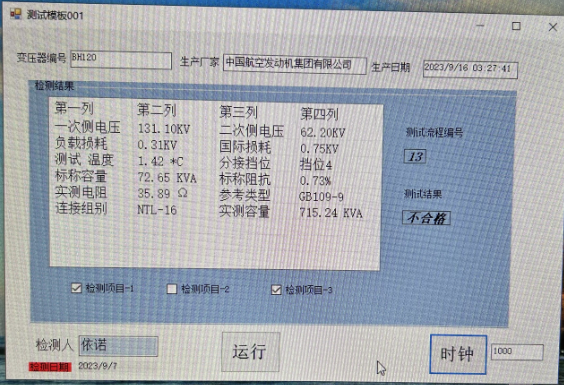 测试模板001
变压器编号 BH120 生产厂家 中国航空发动机集团有限公司 生产日期 2023/9/16 03:27:41
检测结果
第一列 第二列 第三列 第四列
一次侧电压 131.10KV 二次侧电压 62.20KV
负载损耗 0.31KV 国际损耗 0.75KV
测试 温度 1.42 *C 分接挡位 挡位4
标称容量 72.65 KVA 标称阻抗 0.73%
实测电阻 35.89 Ω 参考类型 GB109-9
连接组别 NTL-16 实测容量 715.24 KVA
测试流程编号
13
测试结果
不合格
检测项目-1 检测项目-2 检测项目-3
检测人 依诺 运行 时钟 1000
检测日期 2023/9/7